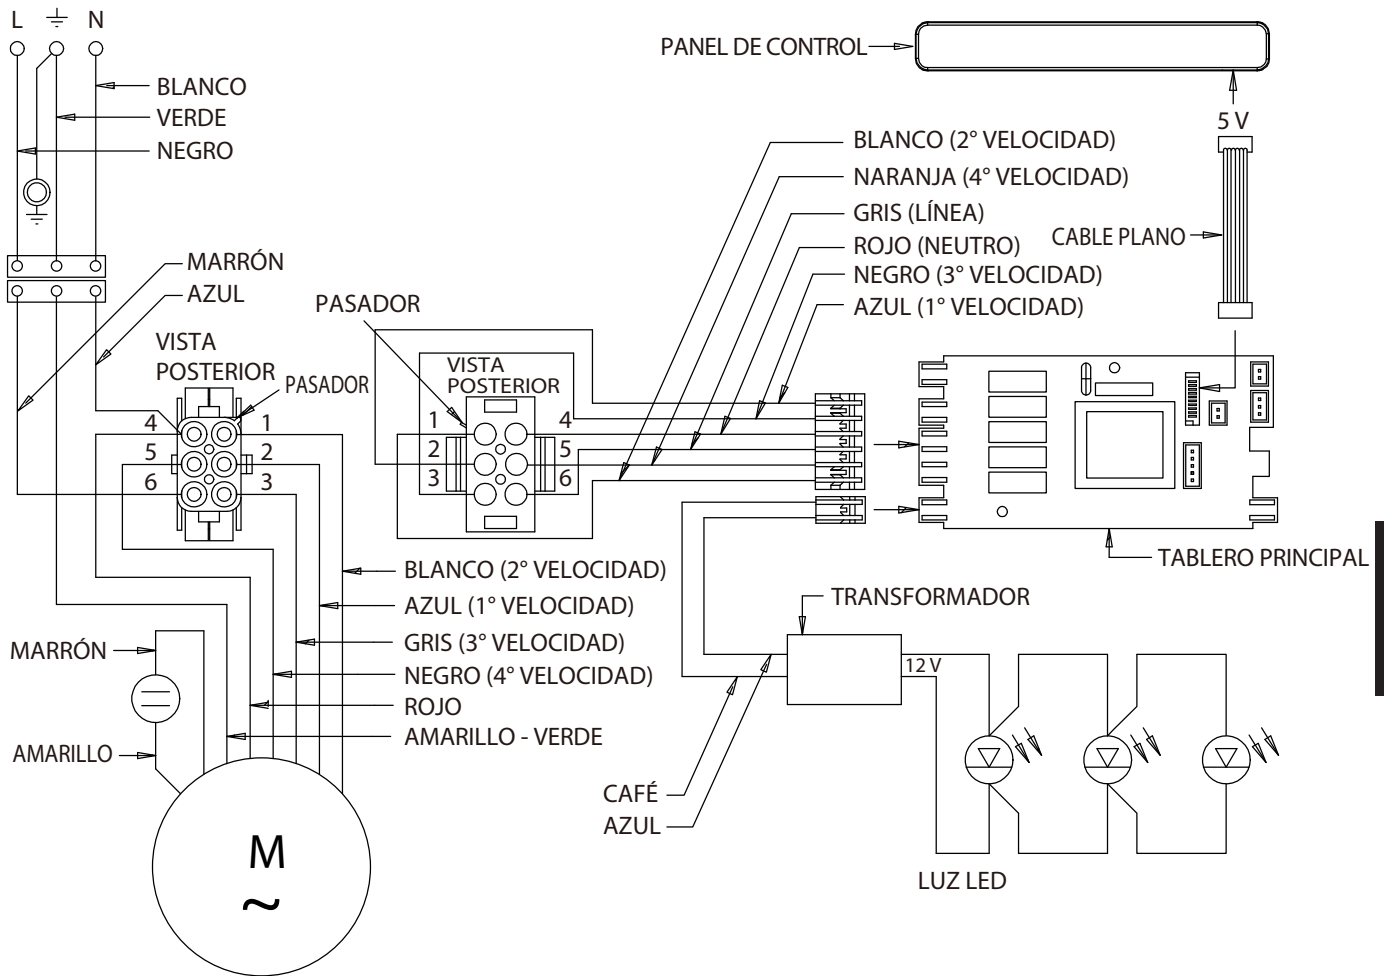 L N
BLANCO
VERDE
NEGRO
MARRÓN
AZUL
VISTA
POSTERIOR
PASADOR
4
5
6
1
2
3
PASADOR
VISTA
POSTERIOR
1
2
3
4
5
6
PANEL DE CONTROL
5 V
CABLE PLANO
BLANCO (2° VELOCIDAD)
NARANJA (4° VELOCIDAD)
GRIS (LÍNEA)
ROJO (NEUTRO)
NEGRO (3° VELOCIDAD)
AZUL (1° VELOCIDAD)
TABLERO PRINCIPAL
BLANCO (2° VELOCIDAD)
AZUL (1° VELOCIDAD)
GRIS (3° VELOCIDAD)
NEGRO (4° VELOCIDAD)
ROJO
AMARILLO - VERDE
MARRÓN
AMARILLO
M
~
TRANSFORMADOR
12 V
CAFÉ
AZUL
LUZ LED